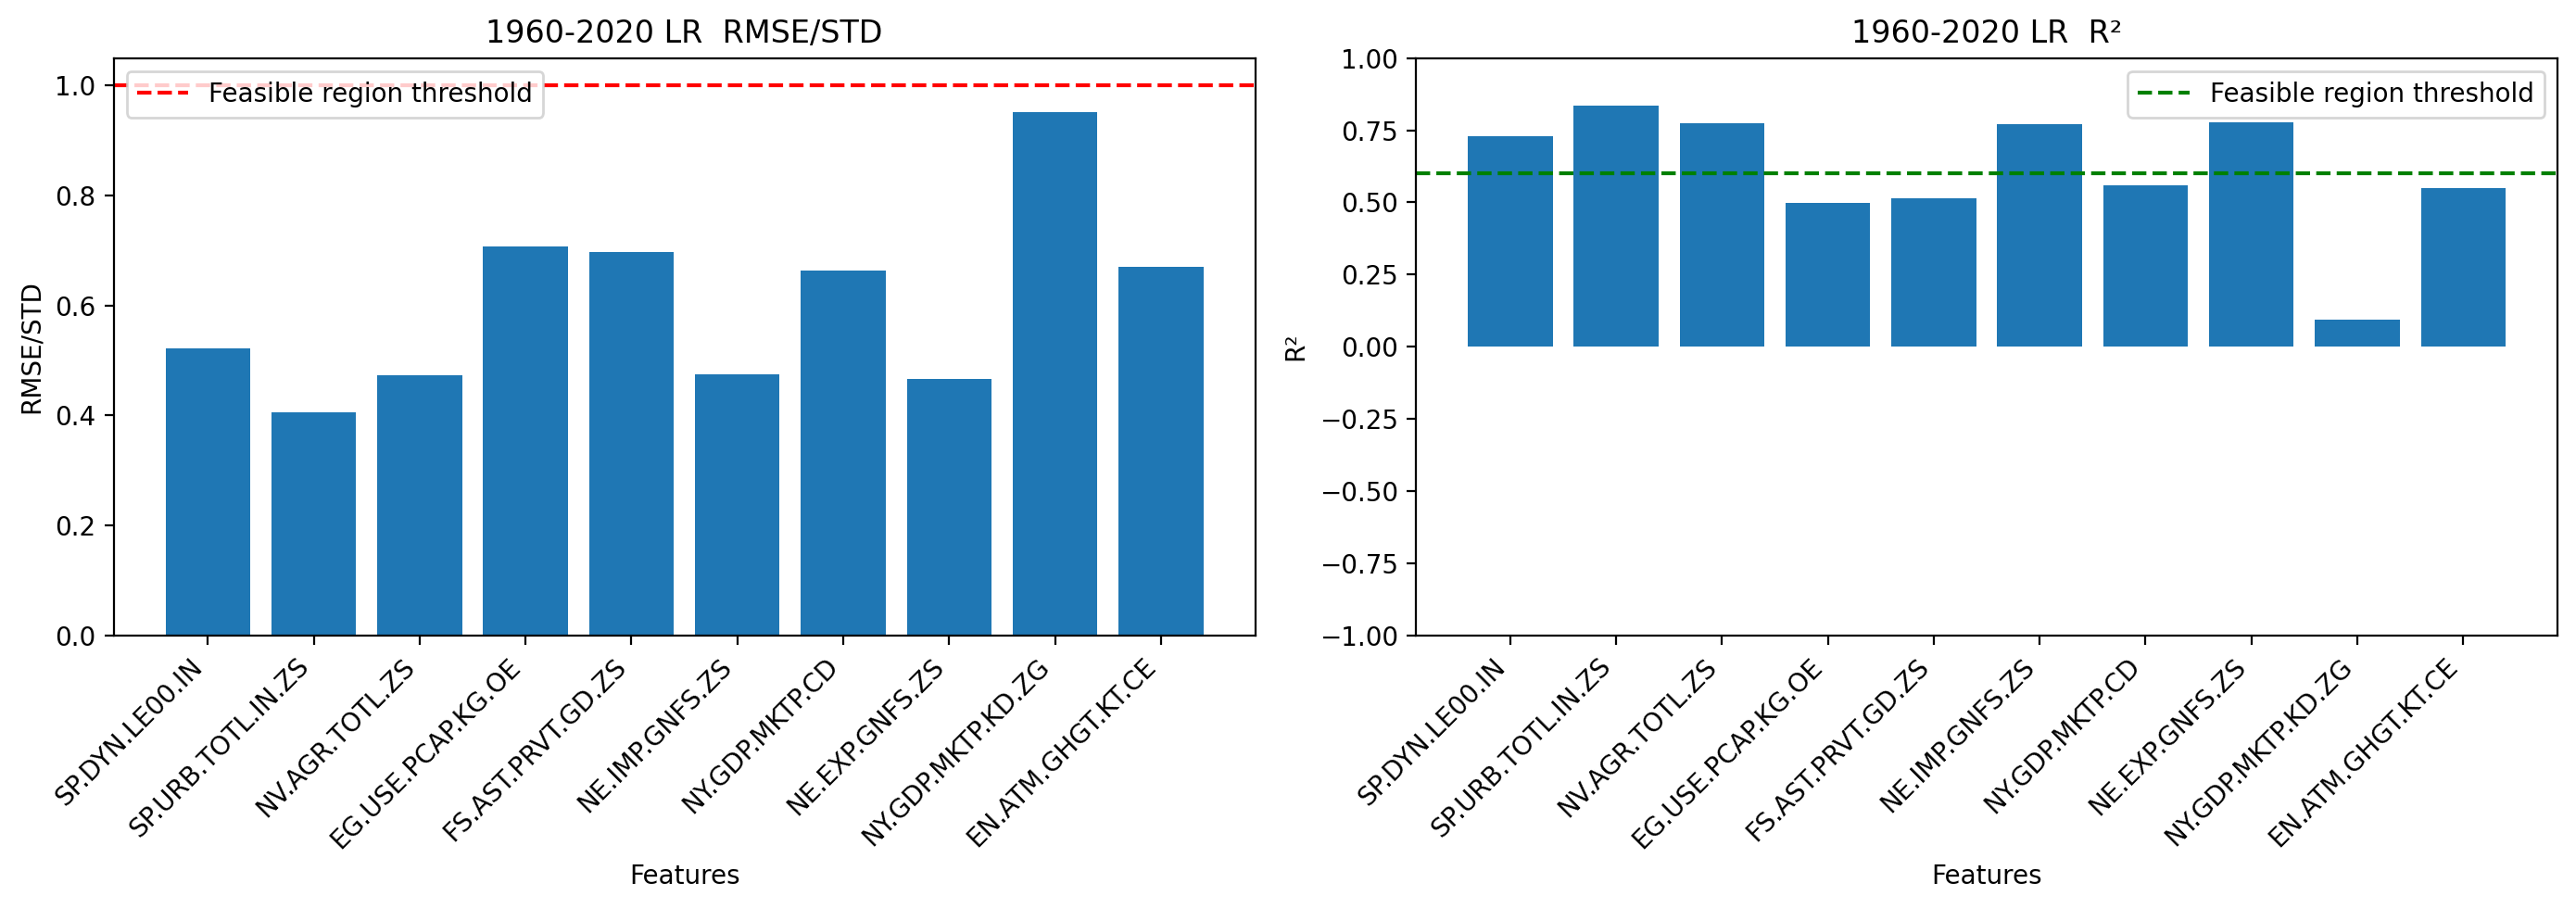 1960-2020 LR  RMSE/STD
Feasible region threshold
RMSE/STD
1.0
0.8
0.6
0.4
0.2
0.0
SP.DYN.LE00.IN
SP.URB.TOTL.IN.ZS
NV.AGR.TOTL.ZS
EG.USE.PCAP.KG.OE
FS.AST.PRVT.GD.ZS
NE.IMP.GNFS.ZS
NY.GDP.MKTP.CD
NE.EXP.GNFS.ZS
NY.GDP.MKTP.KD.ZG
EN.ATM.GHGT.KT.CE
Features
1960-2020 LR  R²
Feasible region threshold
R²
1.00
0.75
0.50
0.25
0.00
−0.25
−0.50
−0.75
−1.00
SP.DYN.LE00.IN
SP.URB.TOTL.IN.ZS
NV.AGR.TOTL.ZS
EG.USE.PCAP.KG.OE
FS.AST.PRVT.GD.ZS
NE.IMP.GNFS.ZS
NY.GDP.MKTP.CD
NE.EXP.GNFS.ZS
NY.GDP.MKTP.KD.ZG
EN.ATM.GHGT.KT.CE
Features